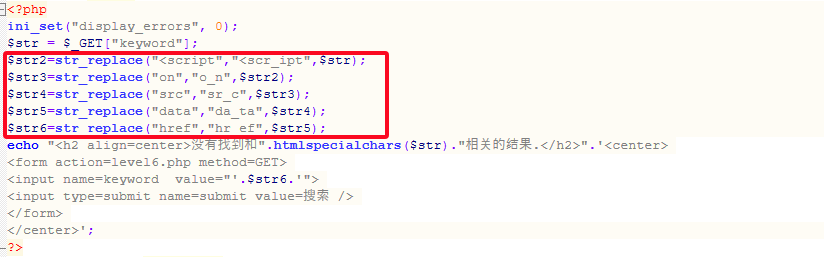 <?php
ini_set("display_errors", 0);
$str = $_GET["keyword"];
$str2=str_replace("<script","<scr_ipt",$str);
$str3=str_replace("on","o_n",$str2);
$str4=str_replace("src","sr_c",$str3);
$str5=str_replace("data","da_ta",$str4);
$str6=str_replace("href","hr_ef",$str5);
echo "<h2 align=center>没有找到和".htmlspecialchars($str)."相关的结果.</h2>".'<center>
<form action=level6.php method=GET>
<input name=keyword  value="'.$str6.'">
<input type=submit name=submit value=搜索 />
</form>
</center>';
?>